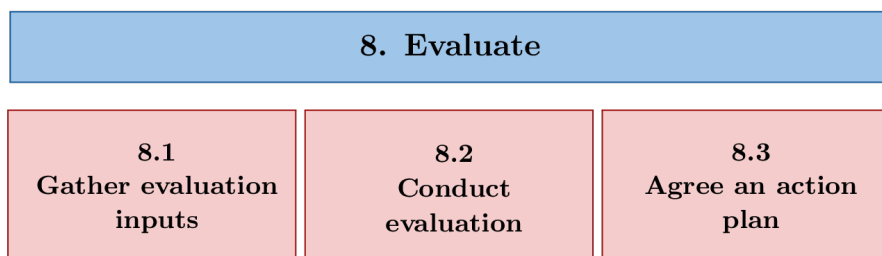 8. Evaluate
8.1
Gather evaluation
inputs
8.2
Conduct
evaluation
8.3
Agree an action
plan